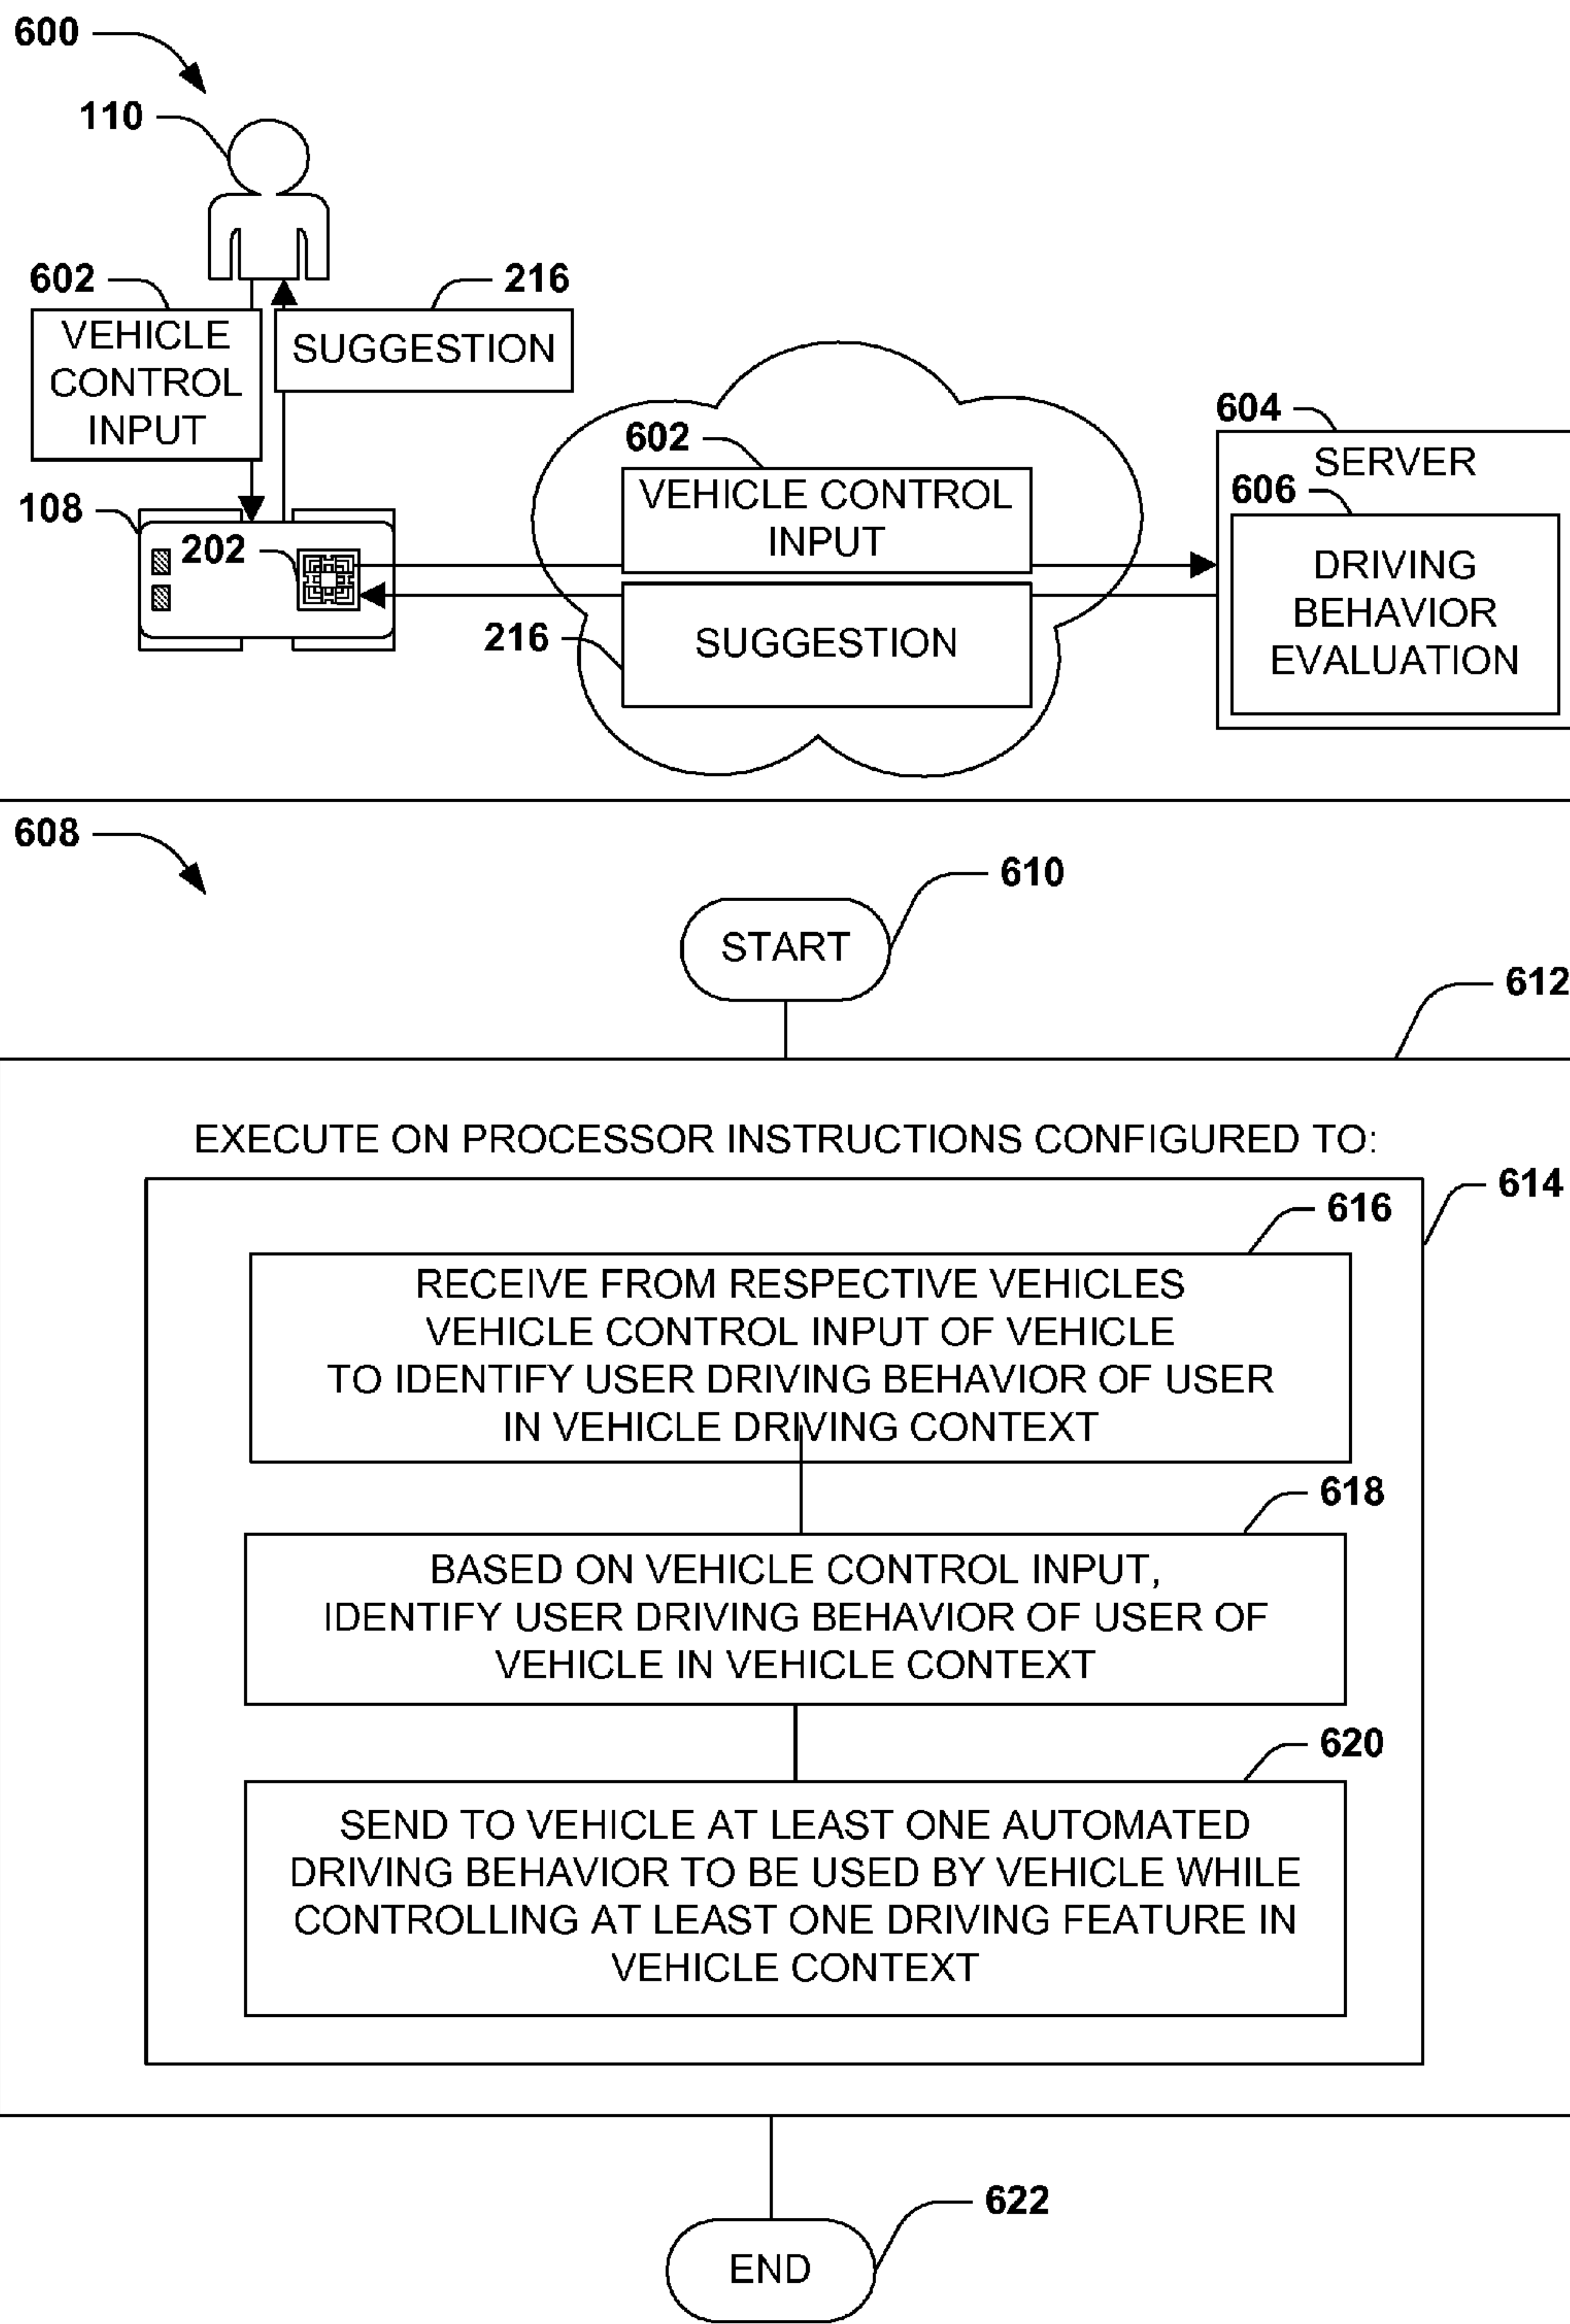 600
110
602
216
VEHICLE
CONTROL
INPUT
SUGGESTION
602
VEHICLE CONTROL
INPUT
604
SERVER
606
DRIVING
BEHAVIOR
EVALUATION
108
202
216
SUGGESTION
608
610
START
612
EXECUTE ON PROCESSOR INSTRUCTIONS CONFIGURED TO:
614
616
RECEIVE FROM RESPECTIVE VEHICLES
VEHICLE CONTROL INPUT OF VEHICLE
TO IDENTIFY USER DRIVING BEHAVIOR OF USER
IN VEHICLE DRIVING CONTEXT
618
BASED ON VEHICLE CONTROL INPUT,
IDENTIFY USER DRIVING BEHAVIOR OF USER OF
VEHICLE IN VEHICLE CONTEXT
620
SEND TO VEHICLE AT LEAST ONE AUTOMATED
DRIVING BEHAVIOR TO BE USED BY VEHICLE WHILE
CONTROLLING AT LEAST ONE DRIVING FEATURE IN
VEHICLE CONTEXT
622
END